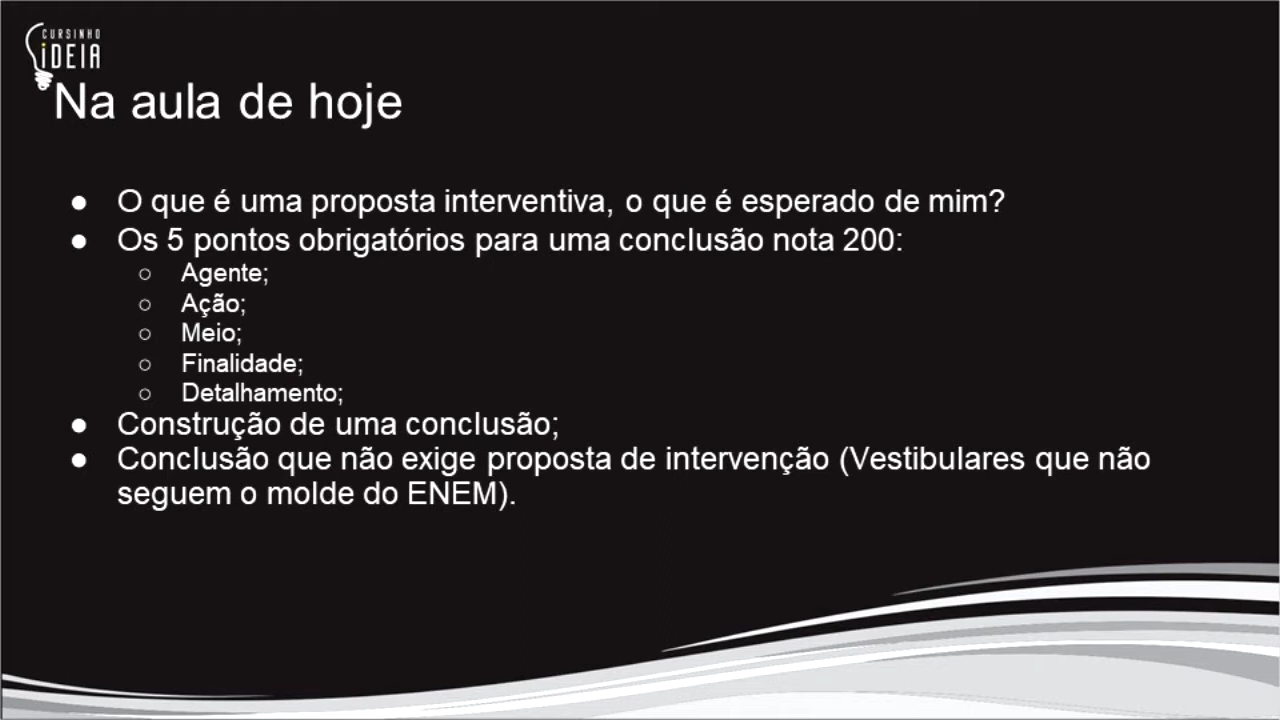 CURSINHO
iDEIA
Na aula de hoje
● O que é uma proposta interventiva, o que é esperado de mim?
● Os 5 pontos obrigatórios para uma conclusão nota 200:
○ Agente;
○ Ação;
○ Meio;
○ Finalidade;
○ Detalhamento;
● Construção de uma conclusão;
● Conclusão que não exige proposta de intervenção (Vestibulares que não
seguem o molde do ENEM).